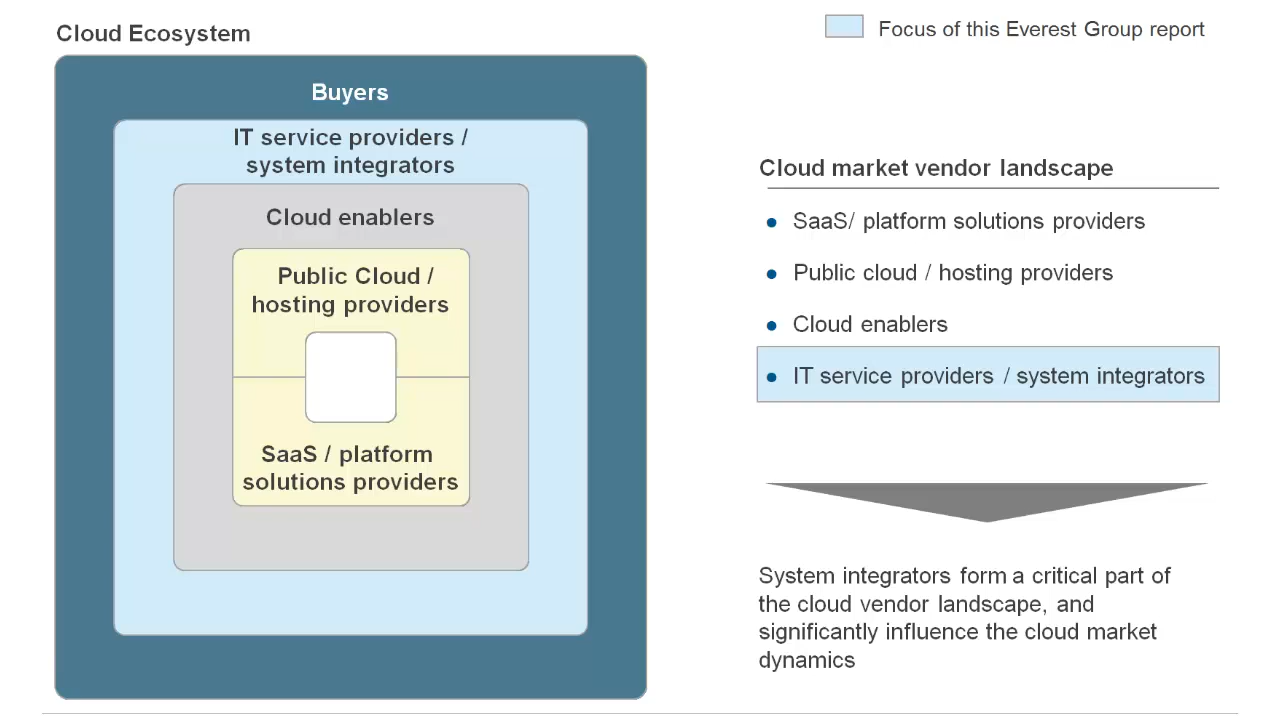 Cloud Ecosystem
Focus of this Everest Group report
Buyers
IT service providers /
system integrators
Cloud enablers
Public Cloud /
hosting providers
SaaS / platform
solutions providers
Cloud market vendor landscape
• SaaS/ platform solutions providers
• Public cloud / hosting providers
• Cloud enablers
• IT service providers / system integrators
System integrators form a critical part of
the cloud vendor landscape, and
significantly influence the cloud market
dynamics